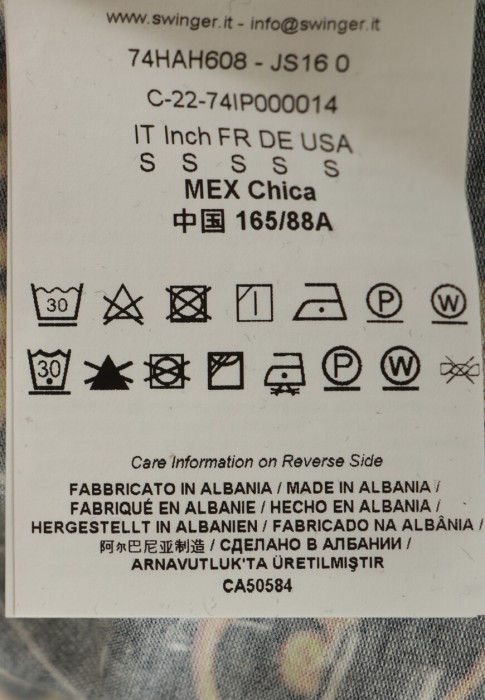 www.swinger.it - info@swinger.it
74HAH608 - JS16 0
C-22-74IP000014
IT Inch FR DE USA
S S S S S
MEX Chica
中国 165/88A
30 P W
30 P W
Care Information on Reverse Side
FABBRICATO IN ALBANIA / MADE IN ALBANIA /
FABRIQUÉ EN ALBANIE / HECHO EN ALBANIA /
HERGESTELLT IN ALBANIEN / FABRICADO NA ALBÂNIA /
阿尔巴尼亚制造 / СДЕЛАНО В АЛБАНИИ /
ARNAVUTLUK'TA ÜRETILMIŞTIR
CA50584